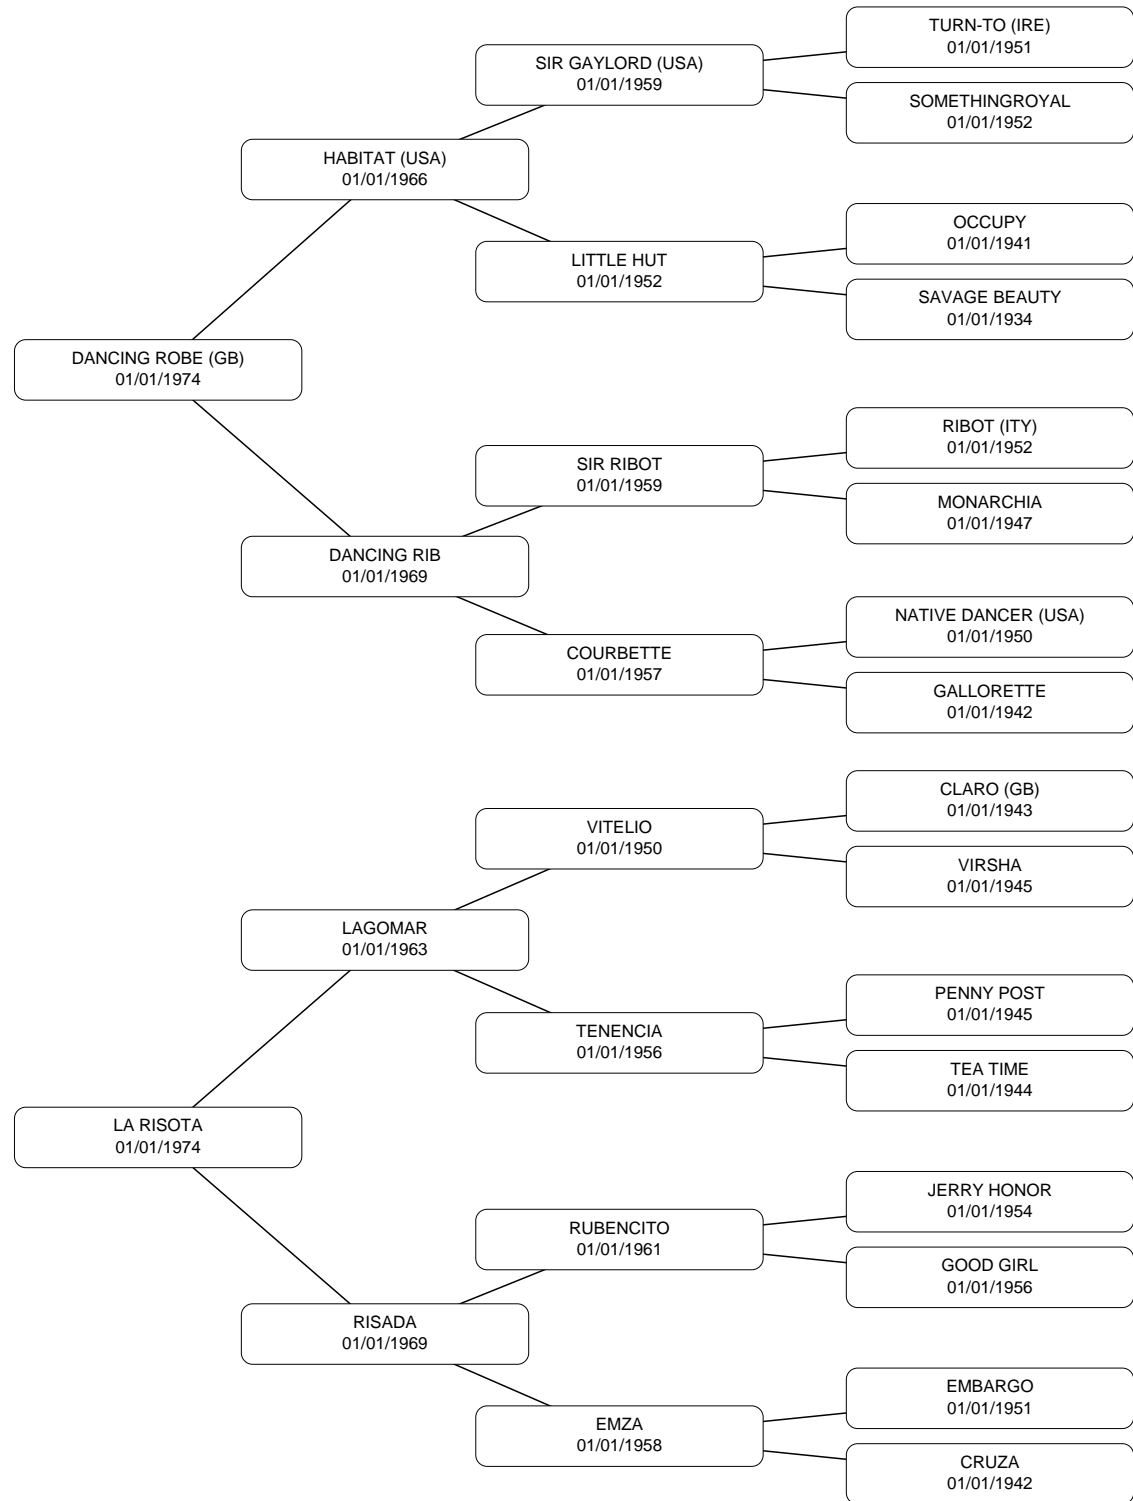 TURN-TO (IRE)
01/01/1951
SIR GAYLORD (USA)
01/01/1959
SOMETHINGROYAL
01/01/1952
HABITAT (USA)
01/01/1966
OCCUPY
01/01/1941
LITTLE HUT
01/01/1952
SAVAGE BEAUTY
01/01/1934
DANCING ROBE (GB)
01/01/1974
RIBOT (ITY)
01/01/1952
SIR RIBOT
01/01/1959
MONARCHIA
01/01/1947
DANCING RIB
01/01/1969
NATIVE DANCER (USA)
01/01/1950
COURBETTE
01/01/1957
GALLORETTE
01/01/1942
CLARO (GB)
01/01/1943
VITELIO
01/01/1950
VIRSHA
01/01/1945
LAGOMAR
01/01/1963
PENNY POST
01/01/1945
TENENCIA
01/01/1956
TEA TIME
01/01/1944
LA RISOTA
01/01/1974
JERRY HONOR
01/01/1954
RUBENCITO
01/01/1961
GOOD GIRL
01/01/1956
RISADA
01/01/1969
EMBARGO
01/01/1951
EMZA
01/01/1958
CRUZA
01/01/1942